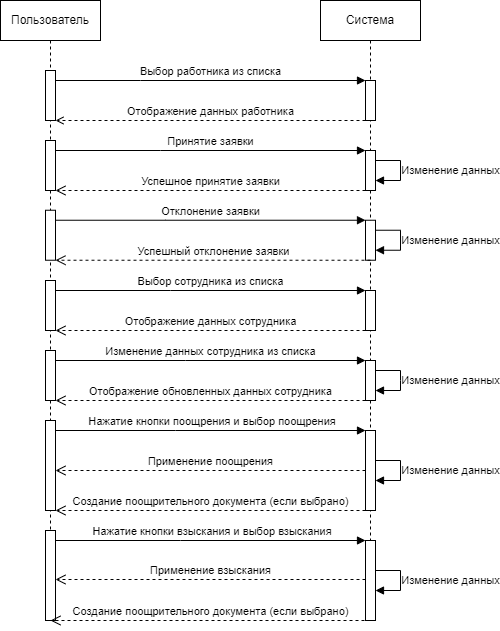 Пользователь
Система
Выбор работника из списка
Отображение данных работника
Принятие заявки
Изменение данных
Успешное принятие заявки
Отклонение заявки
Изменение данных
Успешный отклонение заявки
Выбор сотрудника из списка
Отображение данных сотрудника
Изменение данных сотрудника из списка
Изменение данных
Отображение обновленных данных сотрудника
Нажатие кнопки поощрения и выбор поощрения
Применение поощрения
Изменение данных
Создание поощрительного документа (если выбрано)
Нажатие кнопки взыскания и выбор взыскания
Применение взыскания
Изменение данных
Создание поощрительного документа (если выбрано)